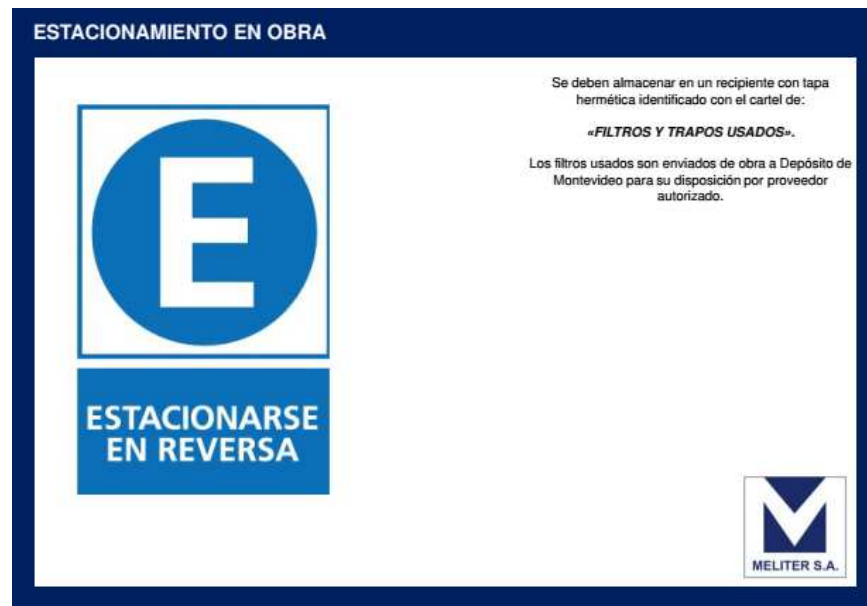 ESTACIONAMIENTO EN OBRA
Se deben almacenar en un recipiente con tapa
hermética identificado con el cartel de:
«FILTROS Y TRAPOS USADOS».
Los filtros usados son enviados de obra a Depósito de
Montevideo para su disposición por proveedor
autorizado.
E
ESTACIONARSE
EN REVERSA
MELITER S.A.